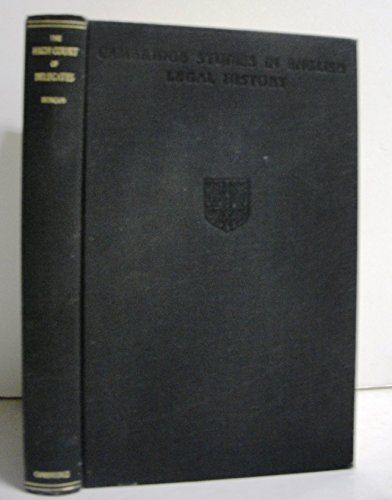 THE
HIGH COURT
OF
DELEGATES
DUNCAN
CAMBRIDGE
CAMBRIDGE STUDIES IN ENGLISH
LEGAL HISTORY